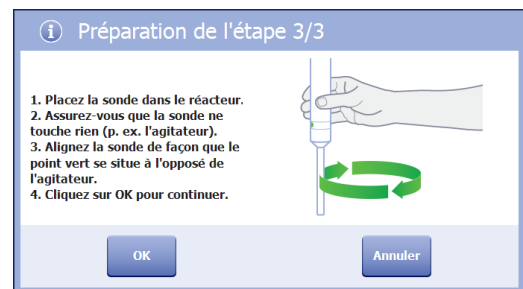 Préparation de l'étape 3/3
1. Placez la sonde dans le réacteur.
2. Assurez-vous que la sonde ne
touche rien (p. ex. l'agitateur).
3. Alignez la sonde de façon que le
point vert se situe à l'opposé de
l'agitateur.
4. Cliquez sur OK pour continuer.
OK
Annuler